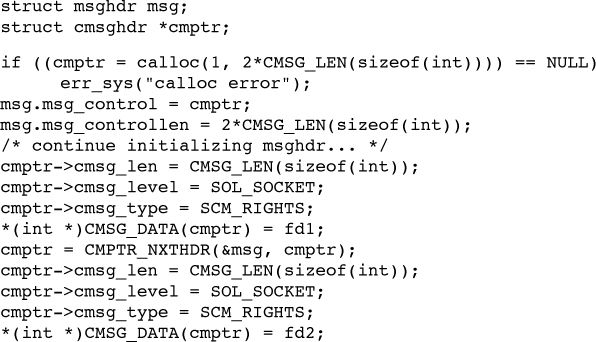 struct msghdr msg;
struct cmsghdr *cmptr;
if ((cmptr = calloc(1, 2*CMSG_LEN(sizeof(int)))) == NULL)
err_sys("calloc error");
msg.msg_control = cmptr;
msg.msg_controllen = 2*CMSG_LEN(sizeof(int));
/* continue initializing msghdr... */
cmptr->cmsg_len = CMSG_LEN(sizeof(int));
cmptr->cmsg_level = SOL_SOCKET;
cmptr->cmsg_type = SCM_RIGHTS;
*(int *)CMSG_DATA(cmptr) = fd1;
cmptr = CMPTR_NXTHDR(&msg, cmptr);
cmptr->cmsg_len = CMSG_LEN(sizeof(int));
cmptr->cmsg_level = SOL_SOCKET;
cmptr->cmsg_type = SCM_RIGHTS;
*(int *)CMSG_DATA(cmptr) = fd2;